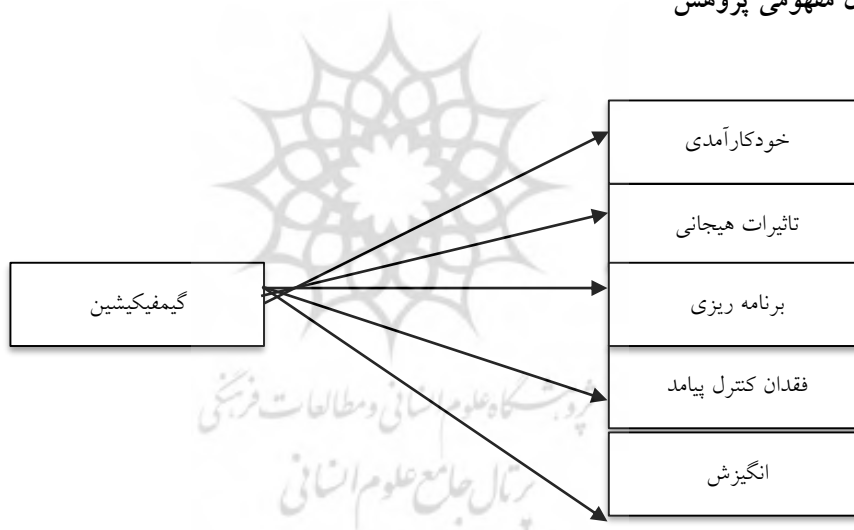 مفهومی پژوهش
خودکارآمدی
تاثیرات هیجانی
گیمفیکیشین
برنامه ریزی
فقدان کنترل پیامد
انگیزش
پژوهشگاه علوم انسانی و مطالعات فرهنگی
پرتال جامع علوم انسانی